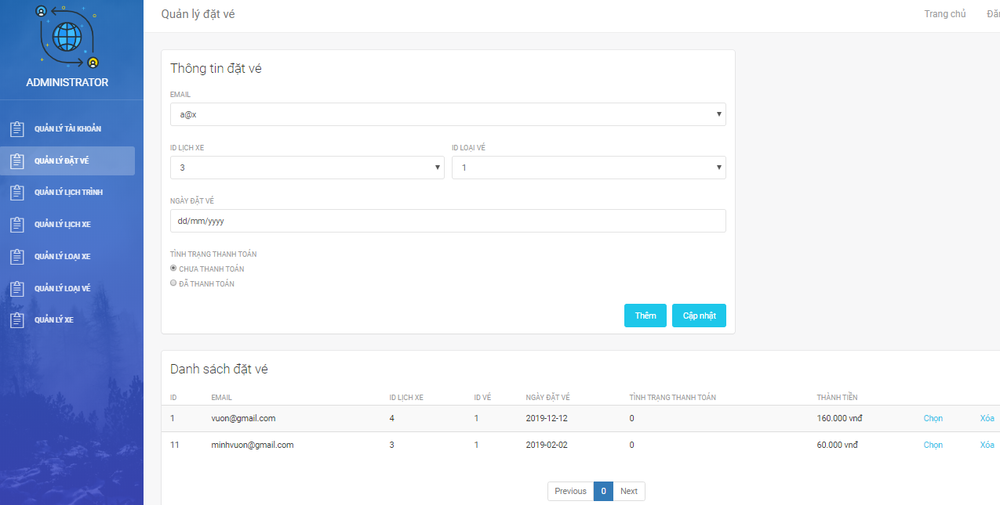 Quản lý đặt vé
Trang chủ
ADMINISTRATOR
QUẢN LÝ TÀI KHOẢN
QUẢN LÝ ĐẶT VÉ
QUẢN LÝ LỊCH TRÌNH
QUẢN LÝ LỊCH XE
QUẢN LÝ LOẠI XE
QUẢN LÝ LOẠI VÉ
QUẢN LÝ XE
Thông tin đặt vé
EMAIL
a@x
ID LỊCH XE ID LOẠI VÉ
3 1
NGÀY ĐẶT VÉ
dd/mm/yyyy
TÌNH TRẠNG THANH TOÁN
CHƯA THANH TOÁN
ĐÃ THANH TOÁN
Thêm Cập nhật
Danh sách đặt vé
ID EMAIL ID LỊCH XE ID VÉ NGÀY ĐẶT VÉ TÌNH TRẠNG THANH TOÁN THÀNH TIỀN
1 vuon@gmail.com 4 1 2019-12-12 0 160.000 vnđ Chọn Xóa
11 minhvuon@gmail.com 3 1 2019-02-02 0 60.000 vnđ Chọn Xóa
Previous 0 Next